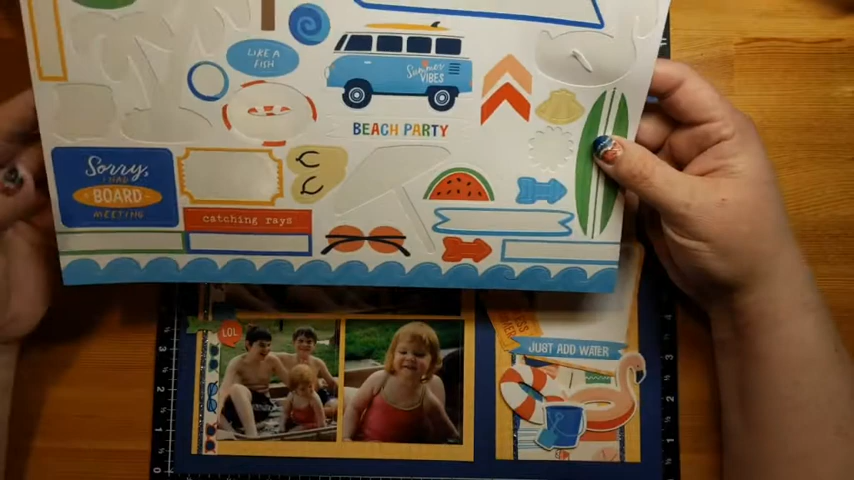 LIKE A
FISH
Summer
VIBES
BEACH PARTY
Sorry,
I HAD
A BOARD
MEETING
catching rays
LOL
JUST ADD WATER